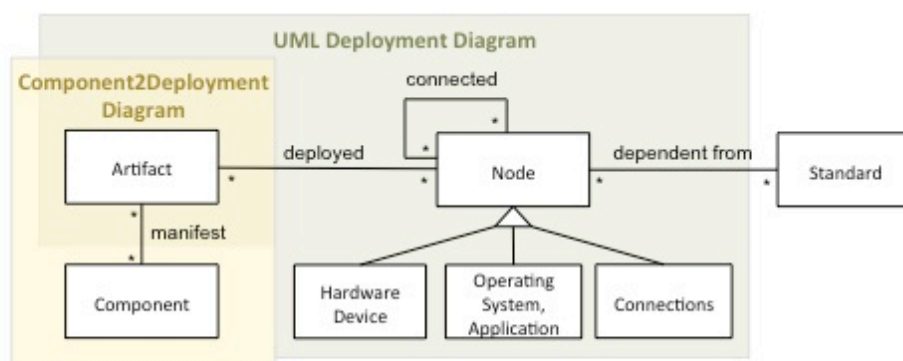 UML Deployment Diagram
Component2Deployment
Diagram
connected
*
*
Artifact
deployed
*
*
Node
dependent from
*
*
Standard
*
manifest
*
Component
Hardware
Device
Operating
System,
Application
Connections